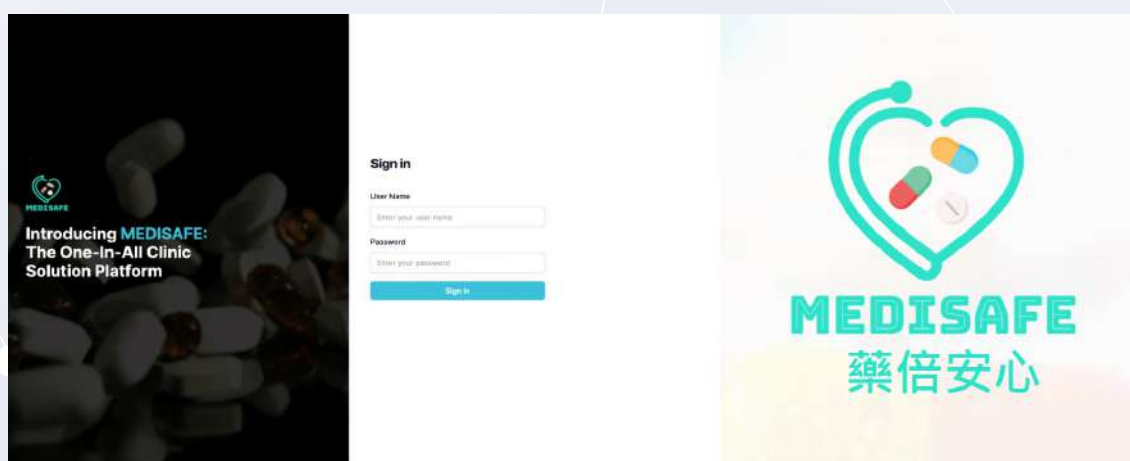 MEDISAFE
Introducing MEDISAFE:
The One-In-All Clinic
Solution Platform
Sign in
User Name
Enter your user name
Password
Enter your password
Sign in
MEDISAFE
藥倍安心